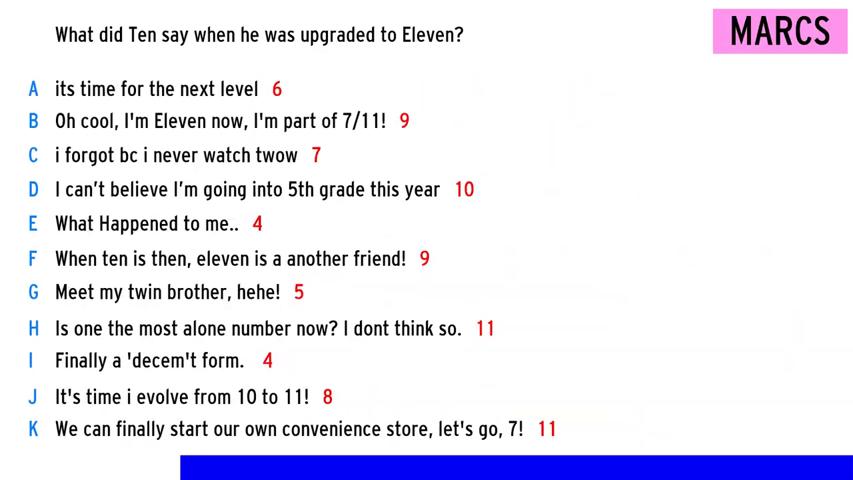 What did Ten say when he was upgraded to Eleven?
MARCS
A its time for the next level 6
B Oh cool, I'm Eleven now, I'm part of 7/11! 9
C i forgot bc i never watch twow 7
D I can’t believe I’m going into 5th grade this year 10
E What Happened to me.. 4
F When ten is then, eleven is a another friend! 9
G Meet my twin brother, hehe! 5
H Is one the most alone number now? I dont think so. 11
I Finally a 'decem't form. 4
J It's time i evolve from 10 to 11! 8
K We can finally start our own convenience store, let's go, 7! 11